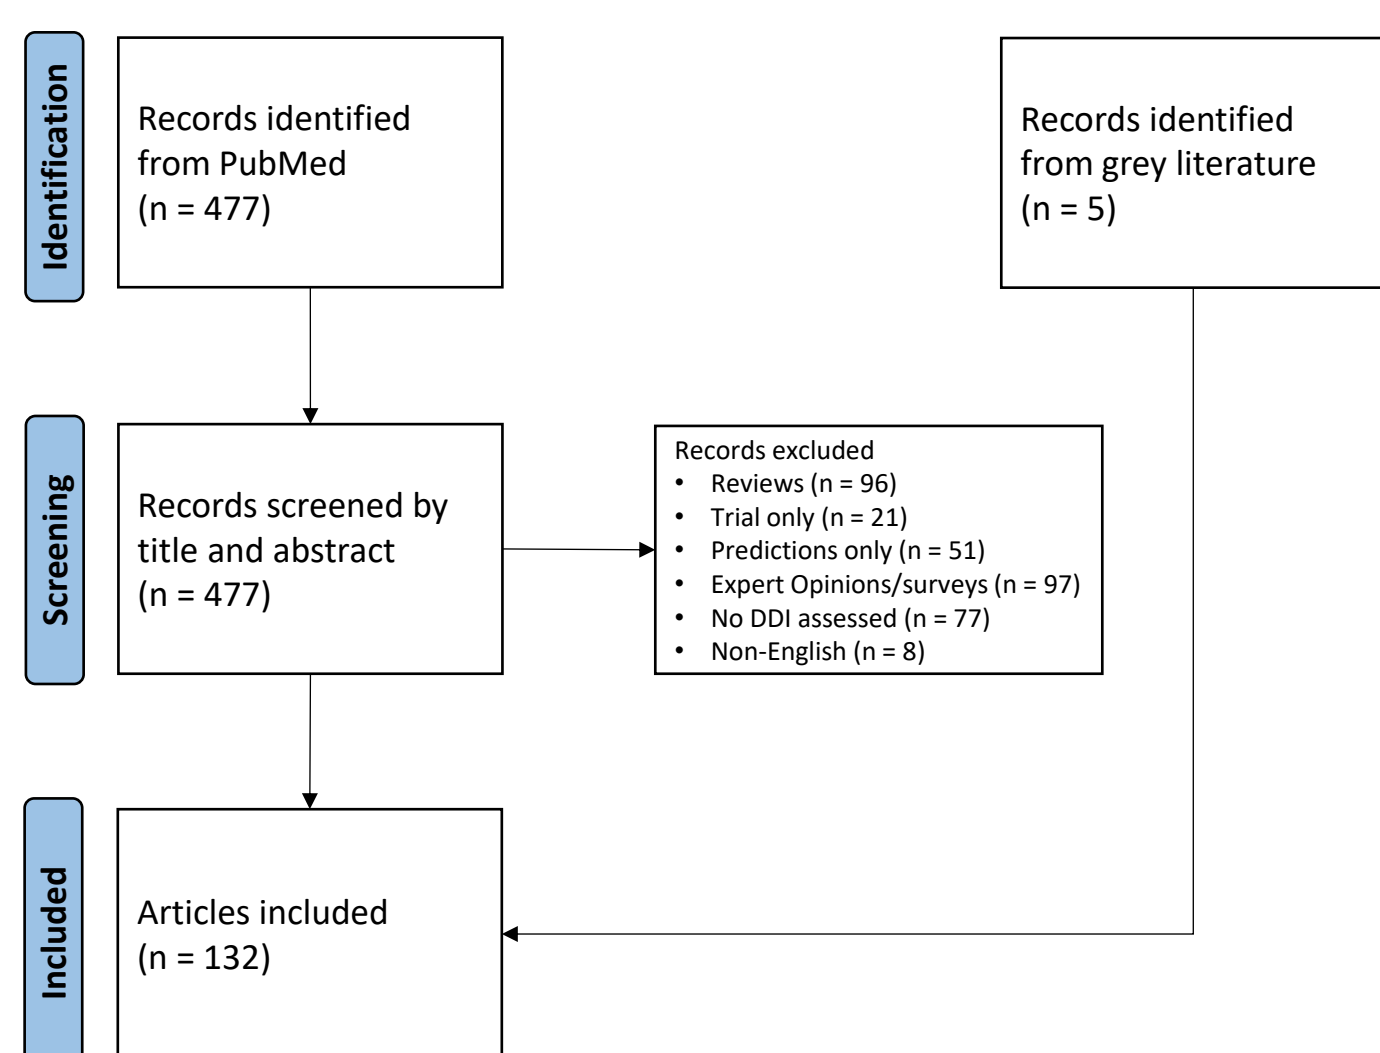 Identification
Records identified
from PubMed
(n = 477)
Records identified
from grey literature
(n = 5)
Screening
Records screened by
title and abstract
(n = 477)
Records excluded
• Reviews (n = 96)
• Trial only (n = 21)
• Predictions only (n = 51)
• Expert Opinions/surveys (n = 97)
• No DDI assessed (n = 77)
• Non-English (n = 8)
Included
Articles included
(n = 132)